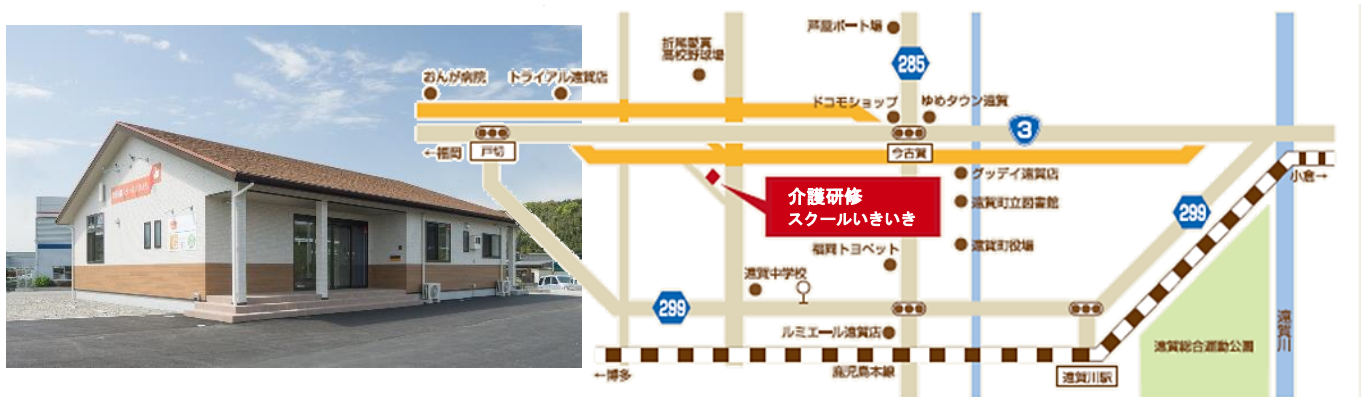 おんが病院
トライアル遠賀店
折尾愛真
高校野球場
芦屋ボート場
285
ドコモショップ
ゆめタウン遠賀
3
←福岡
戸切
今古賀
小倉→
グッデイ遠賀店
介護研修
スクールいきいき
遠賀町立図書館
299
遠賀町役場
福岡トヨペット
遠賀中学校
299
ルミエール遠賀店
遠賀川
遠賀総合運動公園
←博多
鹿児島本線
遠賀川駅